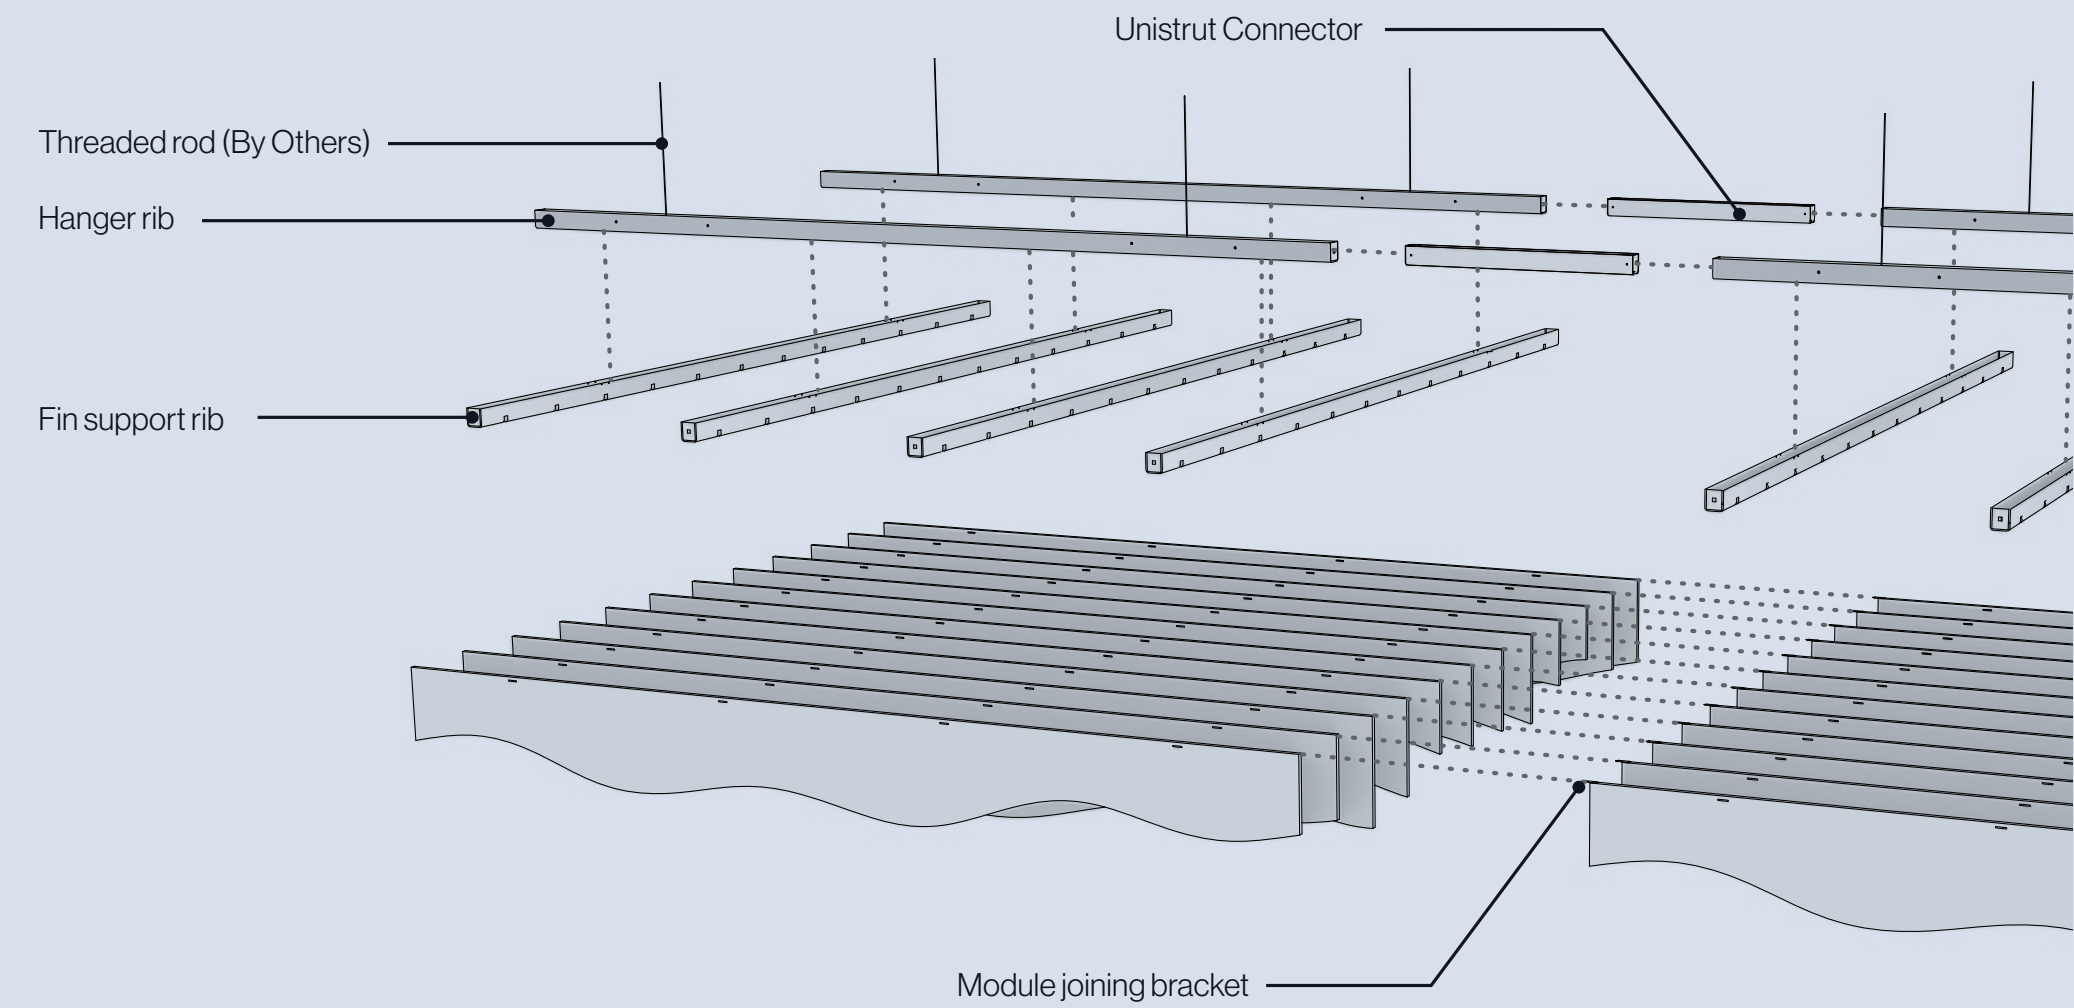 Unistrut Connector
Threaded rod (By Others)
Hanger rib
Fin support rib
Module joining bracket